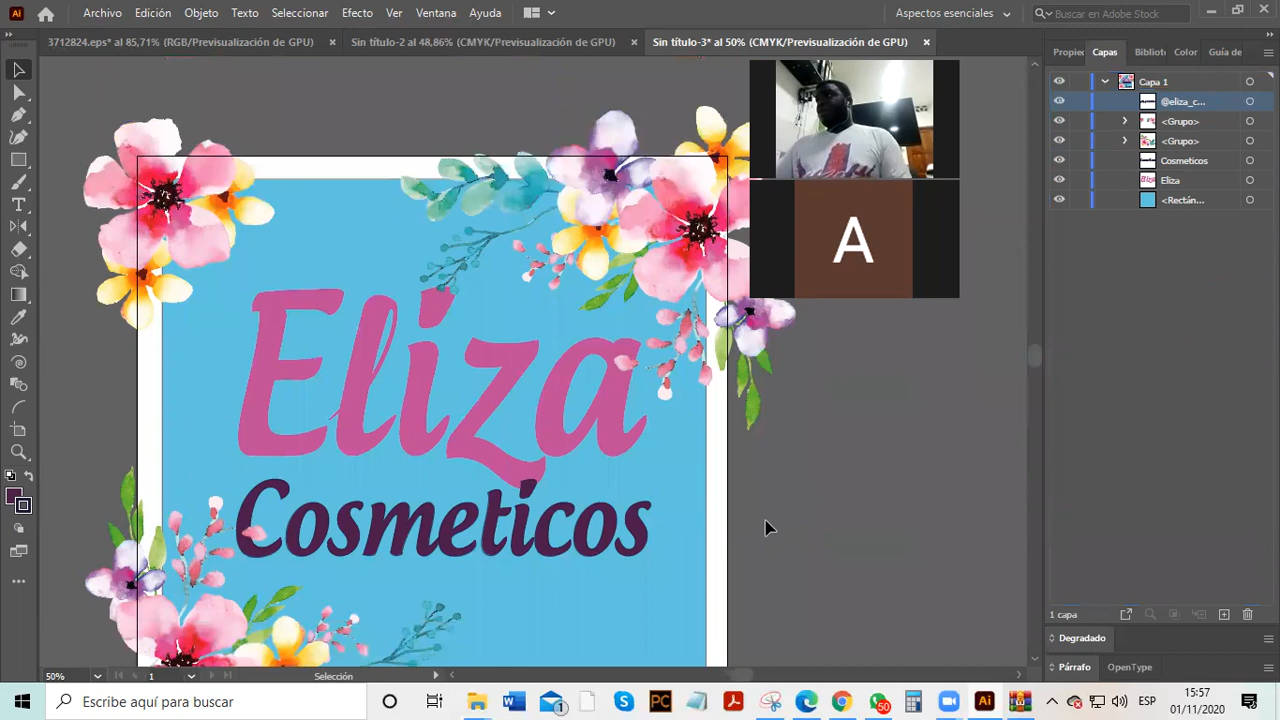 Ai Archivo Edición Objeto Texto Seleccionar Efecto Ver Ventana Ayuda Aspectos esenciales Buscar en Adobe Stock
3712824.eps* al 85,71% (RGB/Previsualización de GPU) × Sin título-2 al 48,86% (CMYK/Previsualización de GPU) × Sin título-3* al 50% (CMYK/Previsualización de GPU) ×
Propied Capas Bibliot Color Guía de
Capa 1
@eliza_c...
<Grupo>
<Grupo>
Cosmeticos
Eliza
<Rectán...
A
Eliza
Cosmeticos
1 capa
Degradado
Párrafo OpenType
50% 1 Selección
Escribe aquí para buscar
W 1 S PC 50 Ai ESP
15:57
01/11/2020